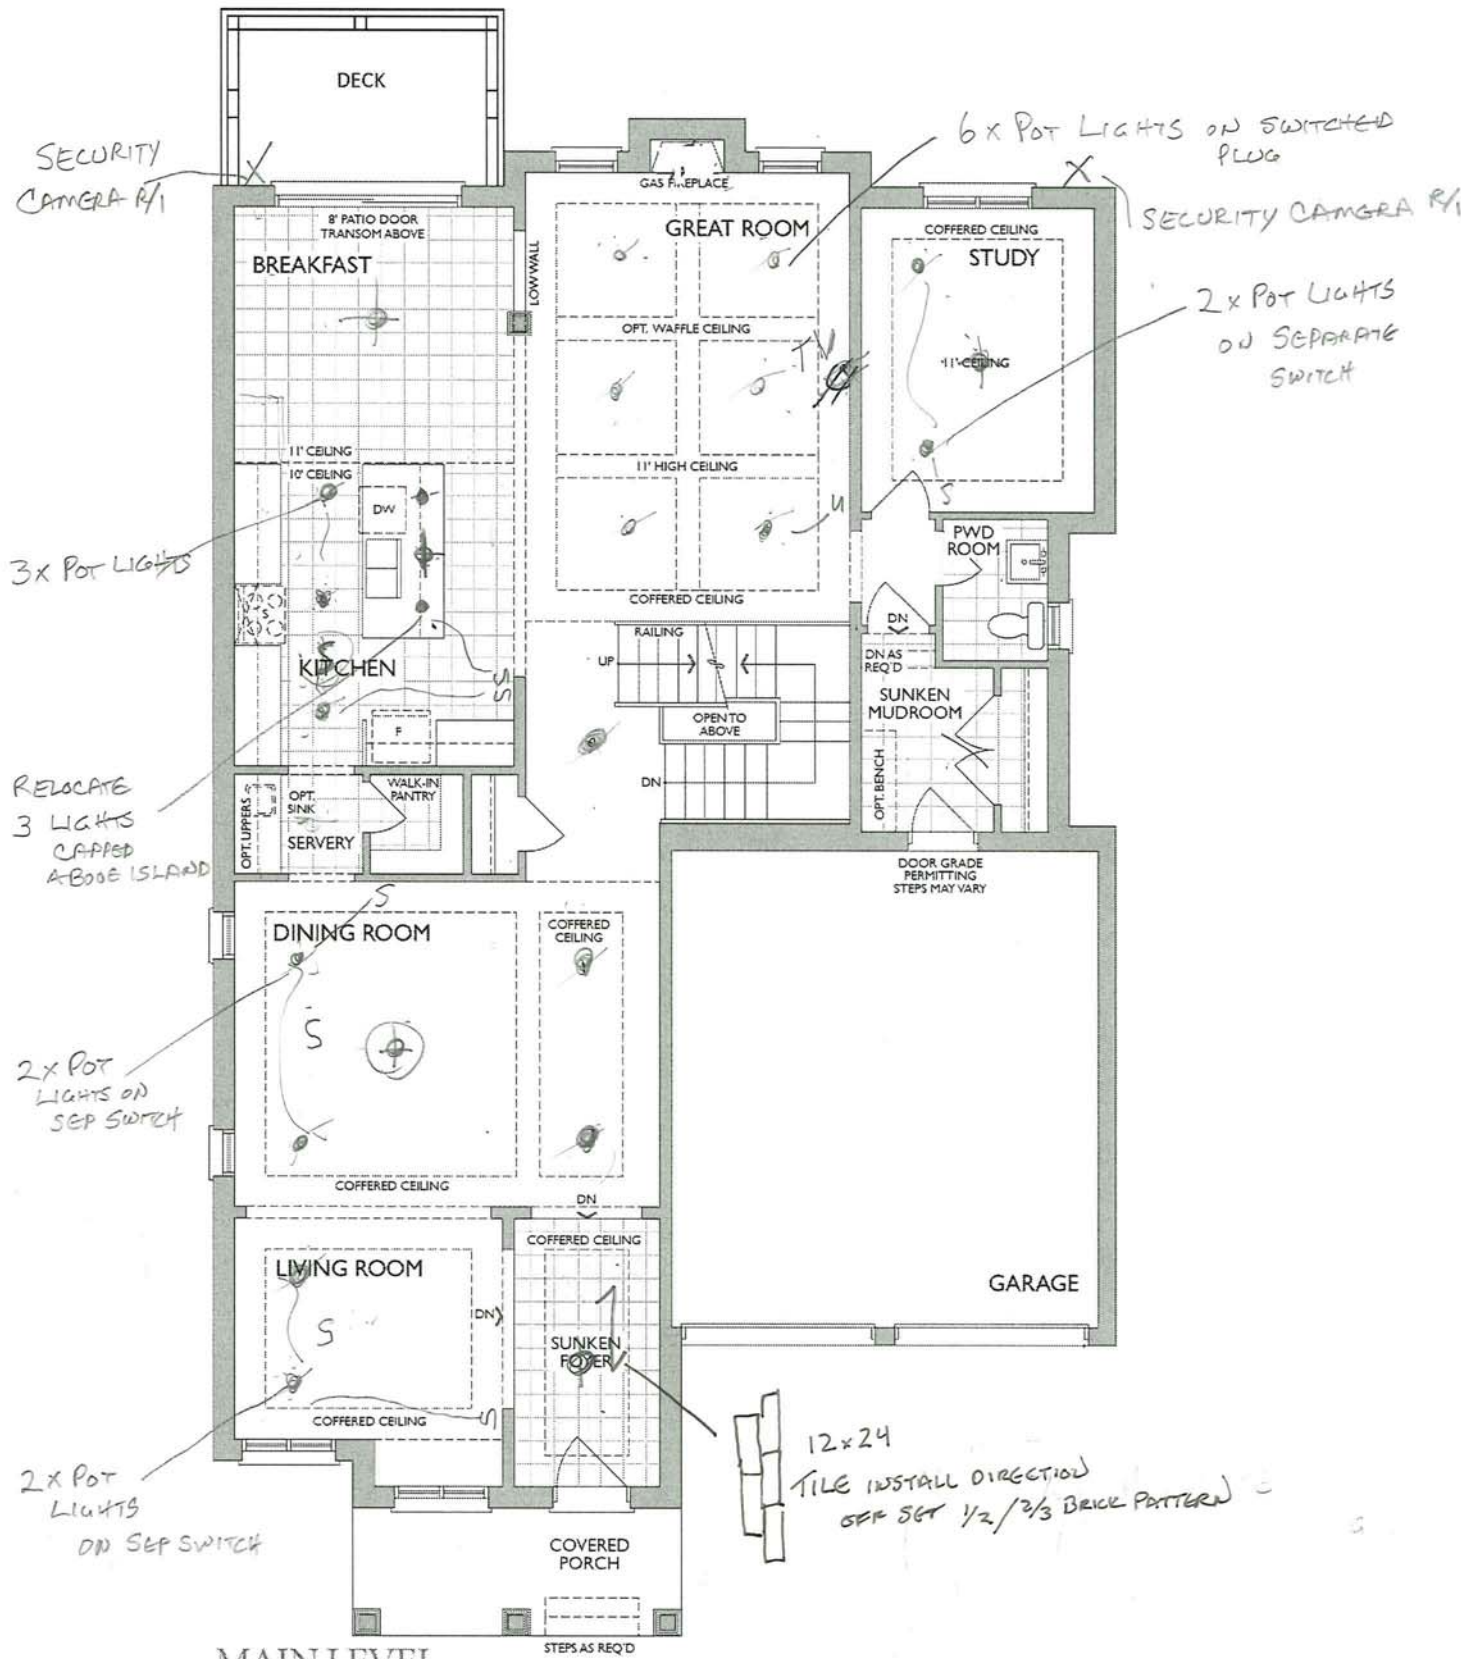 DECK
SECURITY
CAMERA R/I
6 x POT LIGHTS ON SWITCHED
PLUG
SECURITY CAMERA R/I
GAS FIREPLACE
8' PATIO DOOR
TRANSOM ABOVE
GREAT ROOM
COFFERED CEILING
STUDY
BREAKFAST
LOW WALL
2 x POT LIGHTS
ON SEPARATE
SWITCH
OPT. WAFFLE CEILING
TV
11' CEILING
11' CEILING
10' CEILING
11' HIGH CEILING
S
DW
PWD
ROOM
3 x POT LIGHTS
S
COFFERED CEILING
DN
RAILING
UP
DN AS
REQ'D
KITCHEN
SS
SUNKEN
MUDROOM
OPEN TO
ABOVE
F
OPT. BENCH
DN
RELOCATE
3 LIGHTS
CAPPED
ABOVE ISLAND
OPT. UPPERS
OPT.
SINK
WALK-IN
PANTRY
SERVERY
DOOR GRADE
PERMITTING
STEPS MAY VARY
S
DINING ROOM
COFFERED
CEILING
S
2 x POT
LIGHTS ON
SEP SWITCH
COFFERED CEILING
DN
COFFERED CEILING
LIVING ROOM
GARAGE
DN
S
SUNKEN
FOYER
COFFERED CEILING
S
12x24
TILE INSTALL DIRECTION
OFF SET 1/2 / 2/3 BRICK PATTERN
2 x POT
LIGHTS
ON SEP SWITCH
COVERED
PORCH
STEPS AS REQ'D
MAIN LEVEL